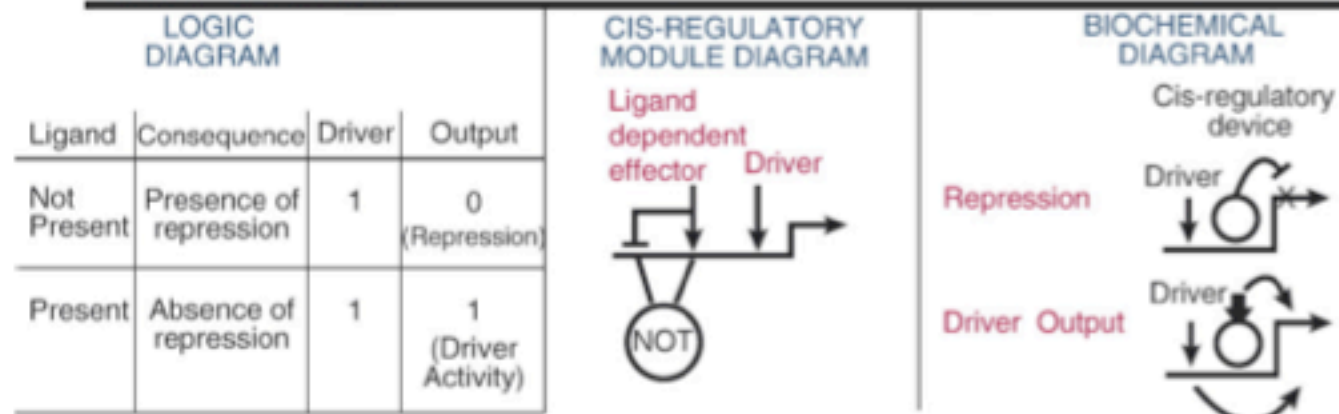 LOGIC
DIAGRAM
Ligand Consequence Driver Output
Not
Present
Presence of
repression
1
0
(Repression)
Present
Absence of
repression
1
1
(Driver
Activity)
CIS-REGULATORY
MODULE DIAGRAM
Ligand
dependent
effector
Driver
NOT
BIOCHEMICAL
DIAGRAM
Cis-regulatory
device
Repression
Driver
X
Driver Output
Driver